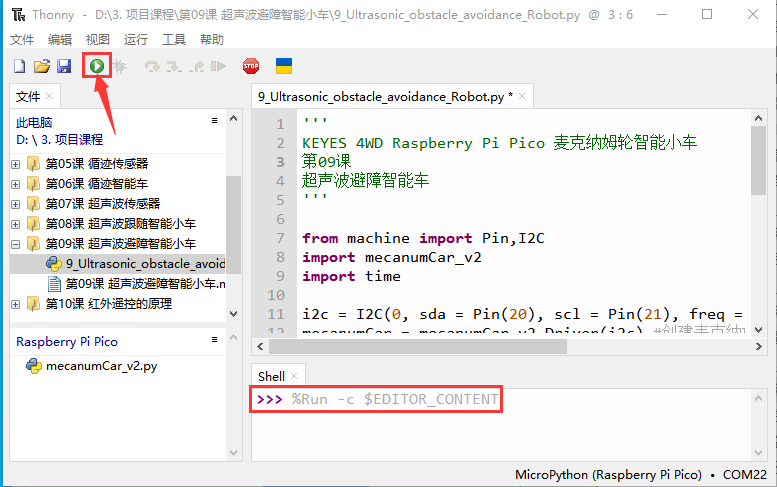 Thonny - D:\3. 项目课程\第09课 超声波避障智能小车\9_Ultrasonic_obstacle_avoidance_Robot.py @ 3 : 6
文件 编辑 视图 运行 工具 帮助
STOP
文件 ×
此电脑
D: \ 3. 项目课程
第05课 循迹传感器
第06课 循迹智能车
第07课 超声波传感器
第08课 超声波跟随智能小车
第09课 超声波避障智能小车
9_Ultrasonic_obstacle_avoid
第09课 超声波避障智能小车.n
第10课 红外遥控的原理
Raspberry Pi Pico
mecanumCar_v2.py
9_Ultrasonic_obstacle_avoidance_Robot.py * ×
1 '''
2 KEYES 4WD Raspberry Pi Pico 麦克纳姆轮智能小车
3 第09课
4 超声波避障智能车
5 '''
6
7 from machine import Pin,I2C
8 import mecanumCar_v2
9 import time
10
11 i2c = I2C(0, sda = Pin(20), scl = Pin(21), freq =
12 mecanumCar = mecanumCar_v2.Driver(i2c) #创建麦克纳
Shell ×
>>> %Run -c $EDITOR_CONTENT
MicroPython (Raspberry Pi Pico) • COM22